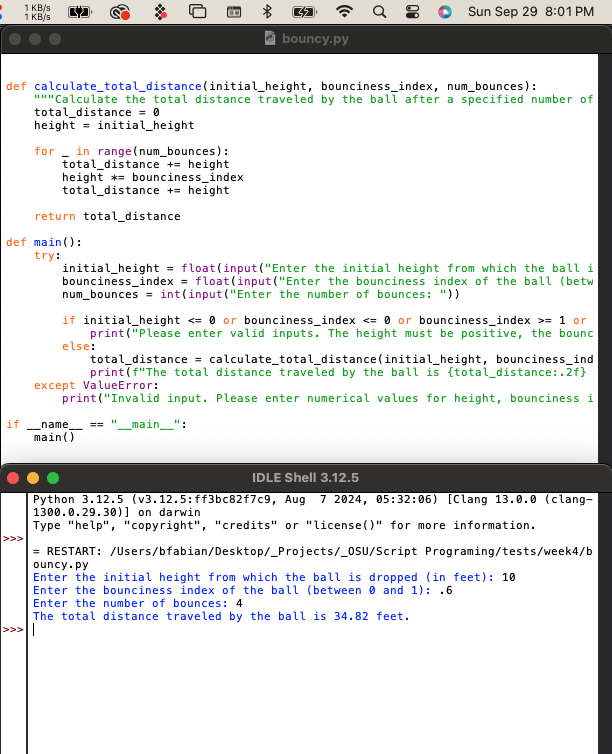 1 KB/s
1 KB/s
Sun Sep 29 8:01 PM
bouncy.py
def calculate_total_distance(initial_height, bounciness_index, num_bounces):
    """Calculate the total distance traveled by the ball after a specified number of
    total_distance = 0
    height = initial_height
    for _ in range(num_bounces):
        total_distance += height
        height *= bounciness_index
        total_distance += height
    return total_distance
def main():
    try:
        initial_height = float(input("Enter the initial height from which the ball i
        bounciness_index = float(input("Enter the bounciness index of the ball (betw
        num_bounces = int(input("Enter the number of bounces: "))
        if initial_height <= 0 or bounciness_index <= 0 or bounciness_index >= 1 or
            print("Please enter valid inputs. The height must be positive, the bounc
        else:
            total_distance = calculate_total_distance(initial_height, bounciness_ind
            print(f"The total distance traveled by the ball is {total_distance:.2f}
    except ValueError:
        print("Invalid input. Please enter numerical values for height, bounciness i
if __name__ == "__main__":
    main()
IDLE Shell 3.12.5
Python 3.12.5 (v3.12.5:ff3bc82f7c9, Aug  7 2024, 05:32:06) [Clang 13.0.0 (clang-
1300.0.29.30)] on darwin
Type "help", "copyright", "credits" or "license()" for more information.
>>>
= RESTART: /Users/bfabian/Desktop/_Projects/_OSU/Script Programing/tests/week4/b
ouncy.py
Enter the initial height from which the ball is dropped (in feet): 10
Enter the bounciness index of the ball (between 0 and 1): .6
Enter the number of bounces: 4
The total distance traveled by the ball is 34.82 feet.
>>>